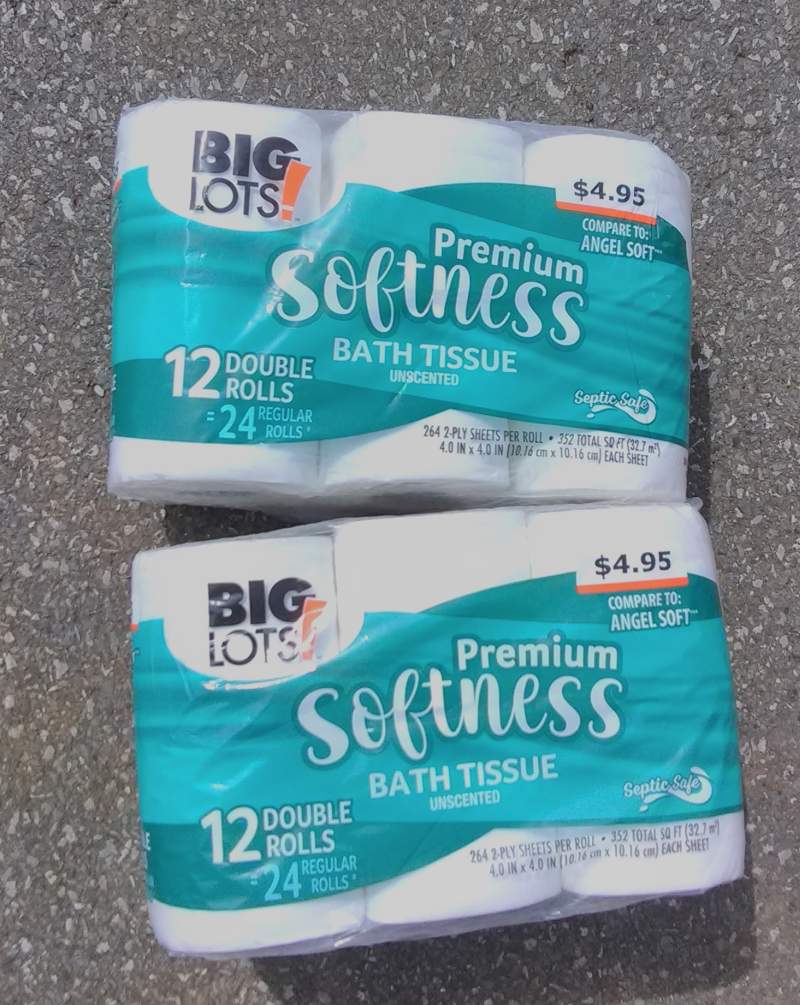 BIG
LOTS!
$4.95
COMPARE TO:
ANGEL SOFT
Premium
Softness
BATH TISSUE
UNSCENTED
12 DOUBLE
ROLLS
= 24 REGULAR
ROLLS*
Septic Safe
264 2-PLY SHEETS PER ROLL • 352 TOTAL SQ FT (32.7 m²)
4.0 IN x 4.0 IN (10.16 cm x 10.16 cm) EACH SHEET
BIG
LOTS!
$4.95
COMPARE TO:
ANGEL SOFT
Premium
Softness
BATH TISSUE
UNSCENTED
12 DOUBLE
ROLLS
= 24 REGULAR
ROLLS*
Septic Safe
264 2-PLY SHEETS PER ROLL • 352 TOTAL SQ FT (32.7 m²)
4.0 IN x 4.0 IN (10.16 cm x 10.16 cm) EACH SHEET